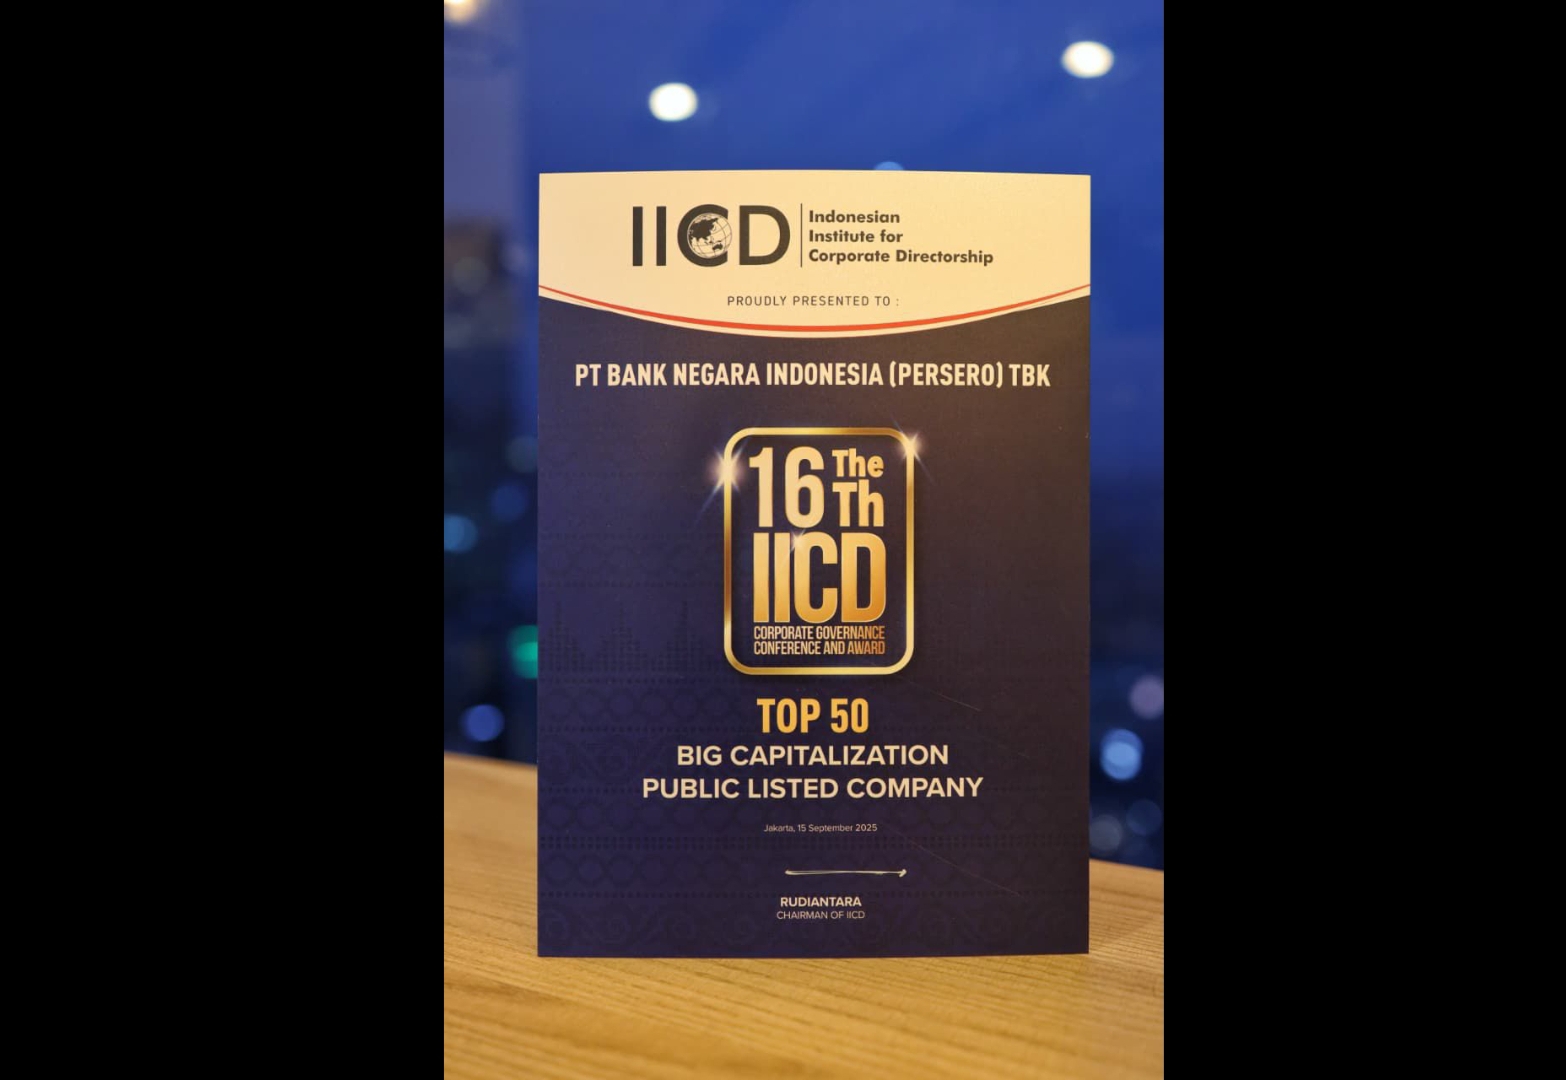 IICD
Indonesian
Institute for
Corporate Directorship
PROUDLY PRESENTED TO :
PT BANK NEGARA INDONESIA (PERSERO) TBK
16 The
Th
IICD
CORPORATE GOVERNANCE
CONFERENCE AND AWARD
TOP 50
BIG CAPITALIZATION
PUBLIC LISTED COMPANY
Jakarta, 15 September 2025
RUDIANTARA
CHAIRMAN OF IICD